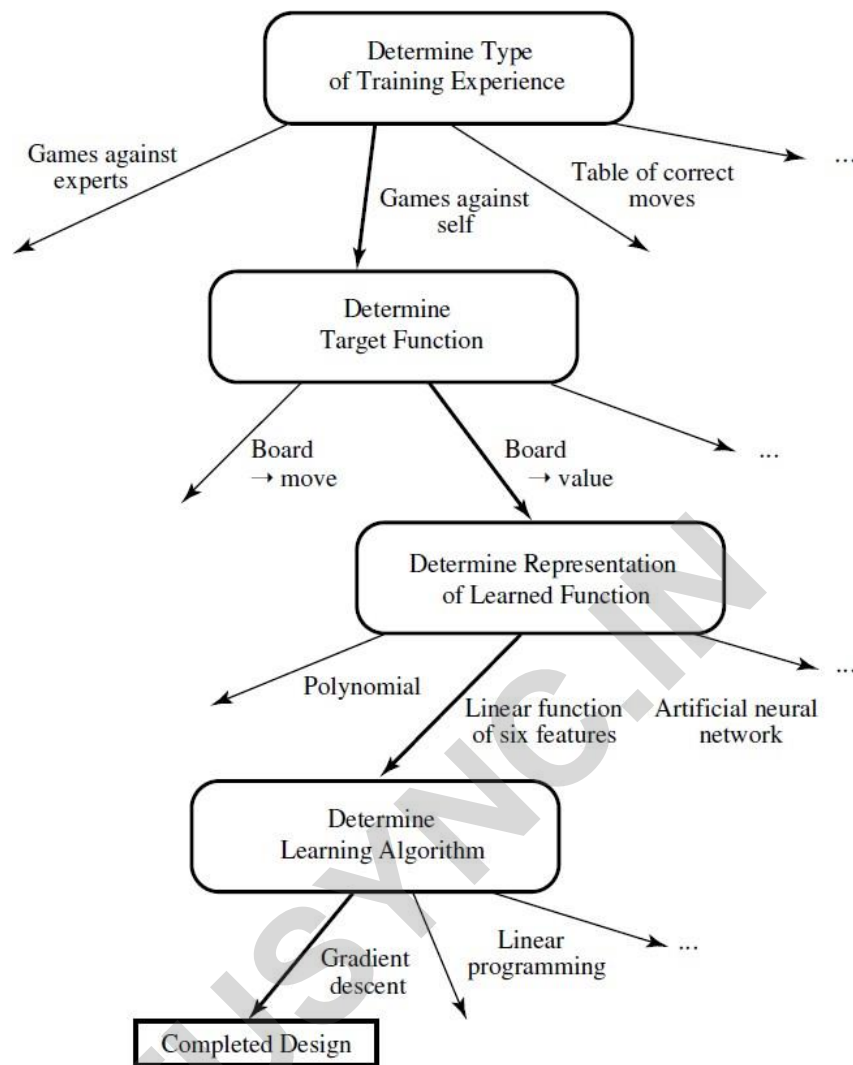 Determine Type
of Training Experience
Games against
experts
Games against
self
Table of correct
moves
...
Determine
Target Function
Board
→ move
Board
→ value
...
Determine Representation
of Learned Function
Polynomial
Linear function
of six features
Artificial neural
network
...
Determine
Learning Algorithm
Gradient
descent
Linear
programming
...
Completed Design
TUSYNC.IN